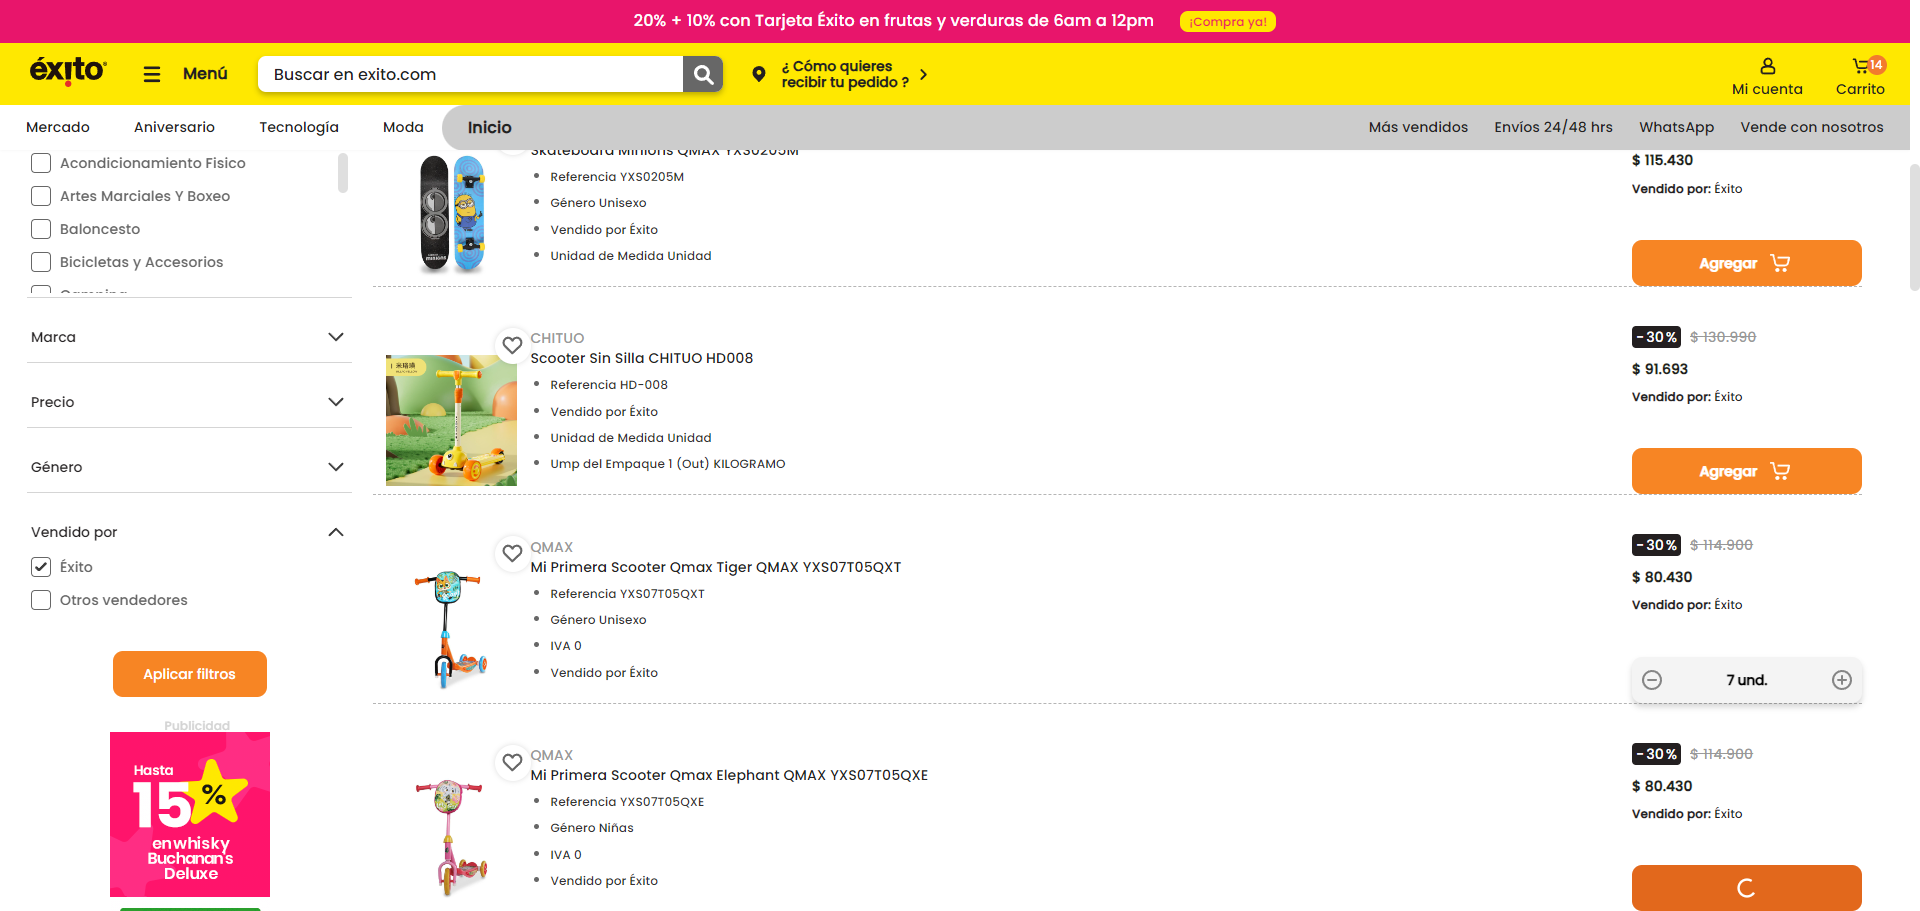 20% + 10% con Tarjeta Éxito en frutas y verduras de 6am a 12pm
¡Compra ya!
éxito
Menú
Buscar en exito.com
¿ Cómo quieres
recibir tu pedido ?
Mi cuenta
14
Carrito
Mercado
Aniversario
Tecnología
Moda
Inicio
Más vendidos
Envíos 24/48 hrs
WhatsApp
Vende con nosotros
Acondicionamiento Fisico
Artes Marciales Y Boxeo
Baloncesto
Bicicletas y Accesorios
Camping
Marca
Precio
Género
Vendido por
Éxito
Otros vendedores
Aplicar filtros
Publicidad
Hasta
15%
en whisky
Buchanan's
Deluxe
Skateboard Minions QMAX YXS0205M
Referencia YXS0205M
Género Unisexo
Vendido por Éxito
Unidad de Medida Unidad
$ 115.430
Vendido por: Éxito
Agregar
CHITUO
Scooter Sin Silla CHITUO HD008
Referencia HD-008
Vendido por Éxito
Unidad de Medida Unidad
Ump del Empaque 1 (Out) KILOGRAMO
-30% $ 130.990
$ 91.693
Vendido por: Éxito
Agregar
QMAX
Mi Primera Scooter Qmax Tiger QMAX YXS07T05QXT
Referencia YXS07T05QXT
Género Unisexo
IVA 0
Vendido por Éxito
-30% $ 114.900
$ 80.430
Vendido por: Éxito
7 und.
QMAX
Mi Primera Scooter Qmax Elephant QMAX YXS07T05QXE
Referencia YXS07T05QXE
Género Niñas
IVA 0
Vendido por Éxito
-30% $ 114.900
$ 80.430
Vendido por: Éxito